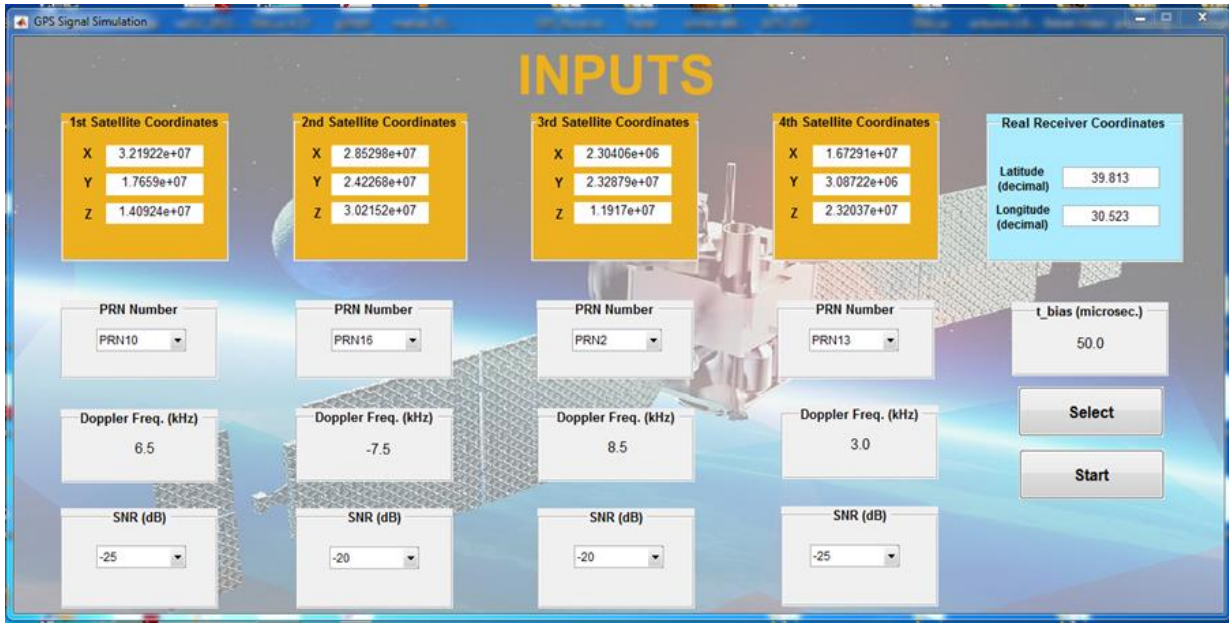 GPS Signal Simulation
INPUTS
1st Satellite Coordinates
X 3.21922e+07
Y 1.7659e+07
Z 1.40924e+07
2nd Satellite Coordinates
X 2.85298e+07
Y 2.42268e+07
Z 3.02152e+07
3rd Satellite Coordinates
X 2.30406e+06
Y 2.32879e+07
Z 1.1917e+07
4th Satellite Coordinates
X 1.67291e+07
Y 3.08722e+06
Z 2.32037e+07
Real Receiver Coordinates
Latitude
(decimal) 39.813
Longitude
(decimal) 30.523
PRN Number
PRN10
PRN Number
PRN16
PRN Number
PRN2
PRN Number
PRN13
t_bias (microsec.)
50.0
Doppler Freq. (kHz)
6.5
Doppler Freq. (kHz)
-7.5
Doppler Freq. (kHz)
8.5
Doppler Freq. (kHz)
3.0
Select
Start
SNR (dB)
-25
SNR (dB)
-20
SNR (dB)
-20
SNR (dB)
-25